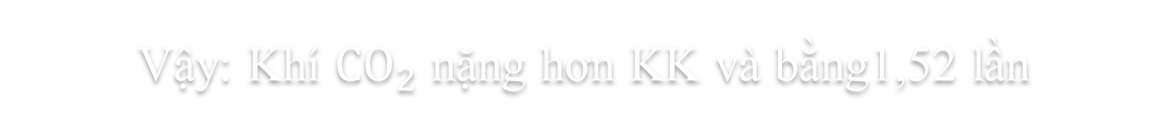 Vậy: Khí CO₂ nặng hơn KK và bằng1,52 lần